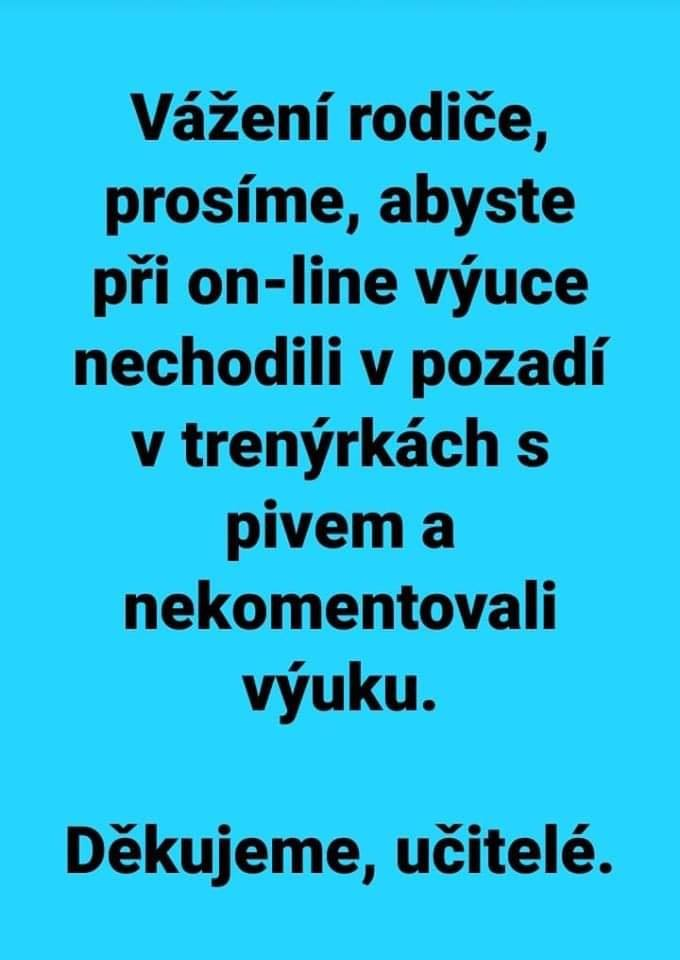 Vážení rodiče,
prosíme, abyste
při on-line výuce
nechodili v pozadí
v trenýrkách s
pivem a
nekomentovali
výuku.
Děkujeme, učitelé.